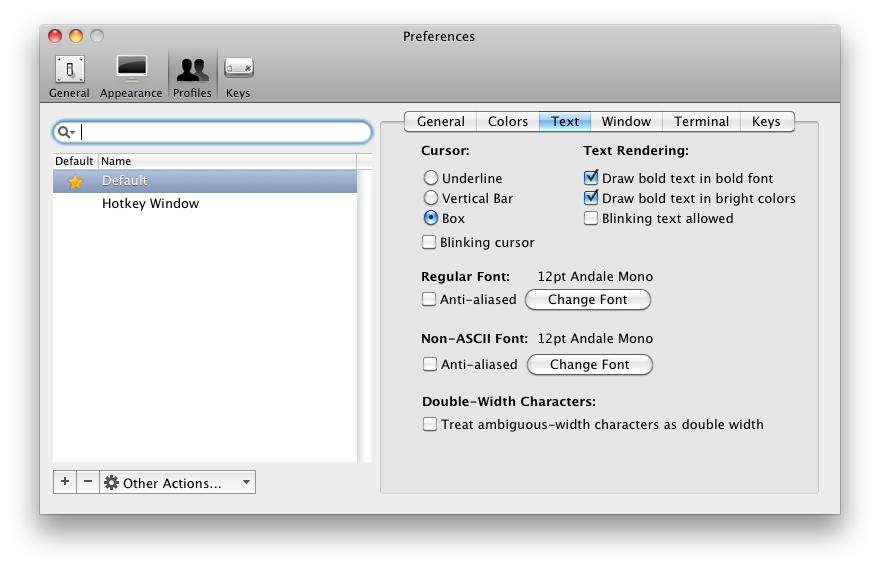 Preferences
General Appearance Profiles Keys
General Colors Text Window Terminal Keys
Default Name
Default
Hotkey Window
Other Actions...
Cursor:
Underline
Vertical Bar
Box
Blinking cursor
Text Rendering:
Draw bold text in bold font
Draw bold text in bright colors
Blinking text allowed
Regular Font: 12pt Andale Mono
Anti-aliased Change Font
Non-ASCII Font: 12pt Andale Mono
Anti-aliased Change Font
Double-Width Characters:
Treat ambiguous-width characters as double width